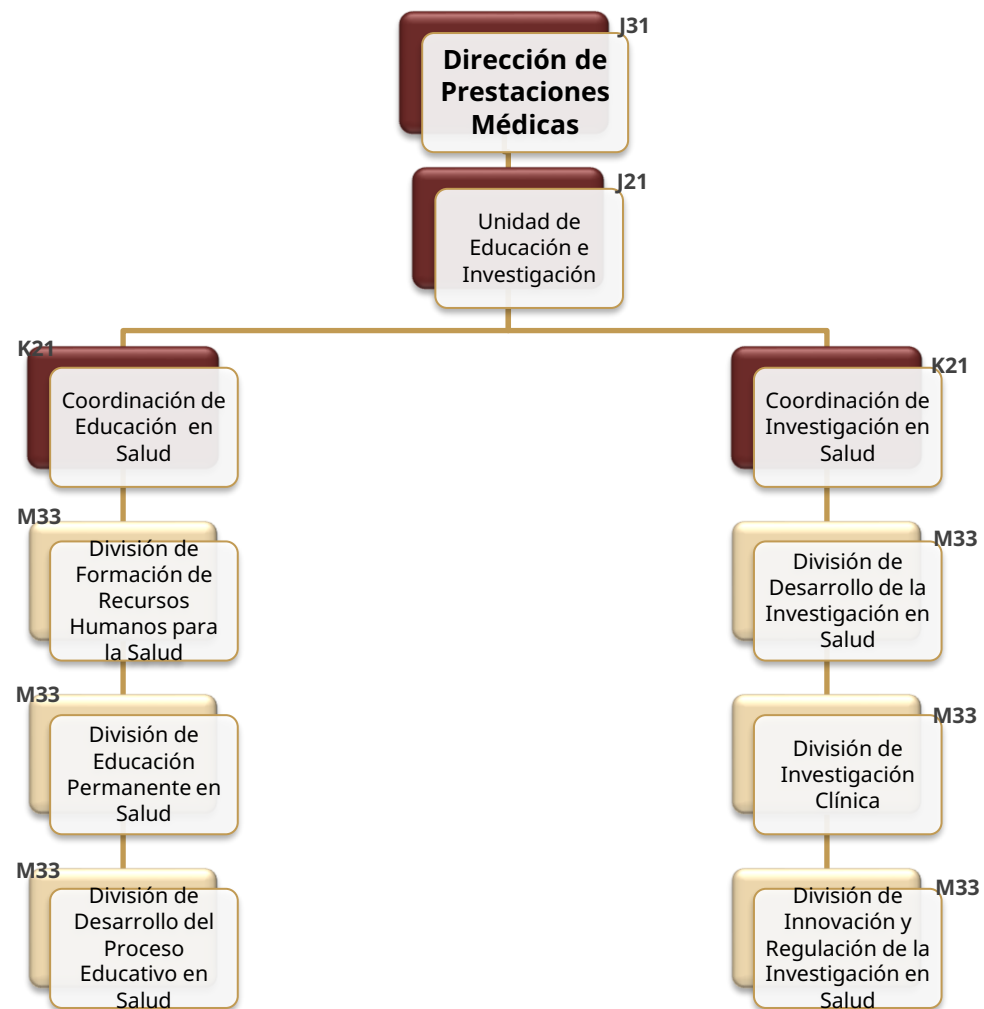 J31
Dirección de
Prestaciones
Médicas
J21
Unidad de
Educación e
Investigación
K21
Coordinación de
Educación en
Salud
M33
División de
Formación de
Recursos
Humanos para
la Salud
M33
División de
Educación
Permanente en
Salud
M33
División de
Desarrollo del
Proceso
Educativo en
Salud
K21
Coordinación de
Investigación en
Salud
M33
División de
Desarrollo de la
Investigación en
Salud
M33
División de
Investigación
Clínica
M33
División de
Innovación y
Regulación de la
Investigación en
Salud